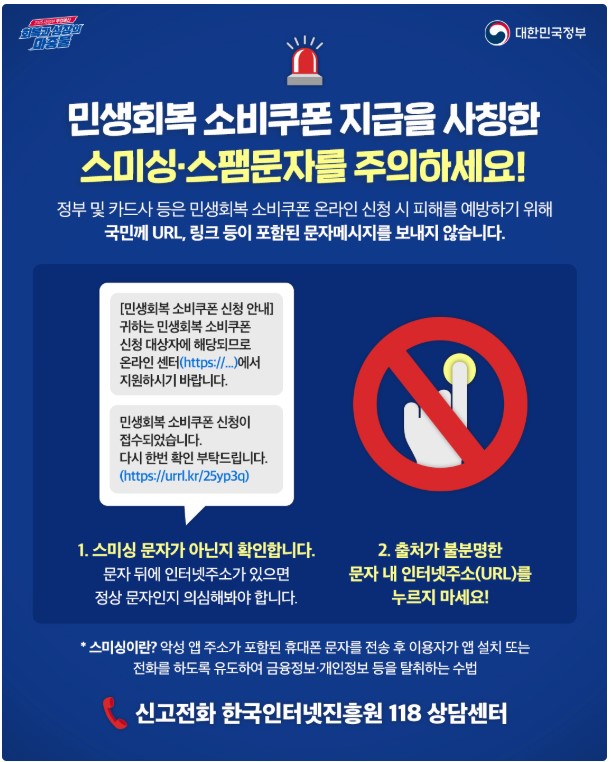 회복과 성장의
마중물
대한민국정부
민생회복 소비쿠폰 지급을 사칭한
스미싱·스팸문자를 주의하세요!
정부 및 카드사 등은 민생회복 소비쿠폰 온라인 신청 시 피해를 예방하기 위해
국민께 URL, 링크 등이 포함된 문자메시지를 보내지 않습니다.
[민생회복 소비쿠폰 신청 안내]
귀하는 민생회복 소비쿠폰
신청 대상자에 해당되므로
온라인 센터(https://...)에서
지원하시기 바랍니다.
민생회복 소비쿠폰 신청이
접수되었습니다.
다시 한번 확인 부탁드립니다.
(https://urrl.kr/25yp3q)
1. 스미싱 문자가 아닌지 확인합니다.
문자 뒤에 인터넷주소가 있으면
정상 문자인지 의심해봐야 합니다.
2. 출처가 불분명한
문자 내 인터넷주소(URL)를
누르지 마세요!
* 스미싱이란? 악성 앱 주소가 포함된 휴대폰 문자를 전송 후 이용자가 앱 설치 또는
전화를 하도록 유도하여 금융정보·개인정보 등을 탈취하는 수법
신고전화 한국인터넷진흥원 118 상담센터